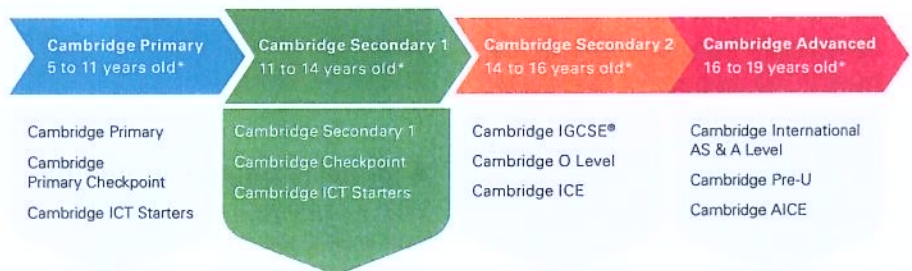 Cambridge Primary
5 to 11 years old*
Cambridge Secondary 1
11 to 14 years old*
Cambridge Secondary 2
14 to 16 years old*
Cambridge Advanced
16 to 19 years old*
Cambridge Primary
Cambridge
Primary Checkpoint
Cambridge ICT Starters
Cambridge Secondary 1
Cambridge Checkpoint
Cambridge ICT Starters
Cambridge IGCSE®
Cambridge O Level
Cambridge ICE
Cambridge International
AS & A Level
Cambridge Pre-U
Cambridge AICE